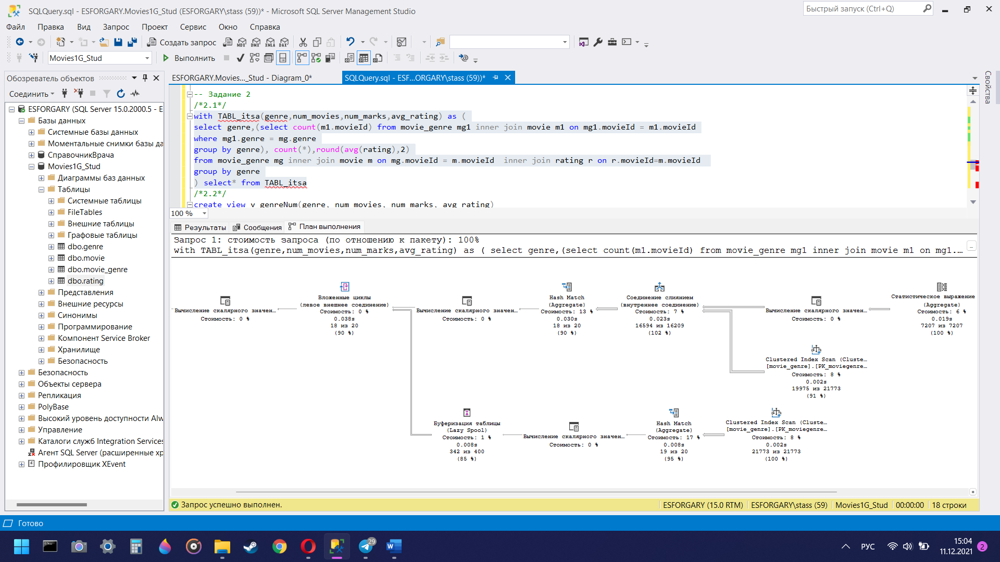 SQLQuery.sql - ESFORGARY.Movies1G_Stud (ESFORGARY\stass (59))* - Microsoft SQL Server Management Studio
Быстрый запуск (Ctrl+Q)
Файл Правка Вид Запрос Проект Сервис Окно Справка
Создать запрос
MDX DMX XMLA DAX
Movies1G_Stud
Выполнить
Обозреватель объектов
Соединить
ESFORGARY (SQL Server 15.0.2000.5 - E
Базы данных
Системные базы данных
Моментальные снимки базы да
СправочникВрача
Movies1G_Stud
Диаграммы баз данных
Таблицы
Системные таблицы
FileTables
Внешние таблицы
Графовые таблицы
dbo.genre
dbo.movie
dbo.movie_genre
dbo.rating
Представления
Внешние ресурсы
Синонимы
Программирование
Компонент Service Broker
Хранилище
Безопасность
Безопасность
Объекты сервера
Репликация
PolyBase
Высокий уровень доступности Alw
Управление
Каталоги служб Integration Services
Агент SQL Server (расширенные хр
Профилировщик XEvent
ESFORGARY.Movies..._Stud - Diagram_0*
SQLQuery.sql - ESF...ORGARY\stass (59))*
Свойства
-- Задание 2
/*2.1*/
with TABL_itsa(genre,num_movies,num_marks,avg_rating) as (
select genre,(select count(m1.movieId) from movie_genre mg1 inner join movie m1 on mg1.movieId = m1.movieId
where mg1.genre = mg.genre
group by genre), count(*),round(avg(rating),2)
from movie_genre mg inner join movie m on mg.movieId = m.movieId  inner join rating r on r.movieId=m.movieId
group by genre
) select* from TABL_itsa
/*2.2*/
create view v_genreNum(genre, num_movies, num_marks, avg_rating)
100 %
Результаты Сообщения План выполнения
Запрос 1: стоимость запроса (по отношению к пакету): 100%
with TABL_itsa(genre,num_movies,num_marks,avg_rating) as ( select genre,(select count(m1.movieId) from movie_genre mg1 inner join movie m1 on mg1....
Вычисление скалярного значен...
Стоимость: 0 %
Вложенные циклы
(левое внешнее соединение)
Стоимость: 0 %
0.038s
18 из 20
(90 %)
Вычисление скалярного значен...
Стоимость: 0 %
Hash Match
(Aggregate)
Стоимость: 13 %
0.030s
18 из 20
(90 %)
Соединение слиянием
(внутреннее соединение)
Стоимость: 7 %
0.023s
16594 из 16209
(102 %)
Вычисление скалярного значен...
Стоимость: 0 %
Статистическое выражение
(Aggregate)
Стоимость: 6 %
0.019s
7207 из 7207
(100 %)
Clustered Index Scan (Cluste...
[movie_genre].[PK_moviegenre...
Стоимость: 8 %
0.002s
19975 из 21773
(91 %)
Буферизация таблицы
(Lazy Spool)
Стоимость: 1 %
0.008s
342 из 400
(85 %)
Вычисление скалярного значен...
Стоимость: 0 %
Hash Match
(Aggregate)
Стоимость: 17 %
0.008s
19 из 20
(95 %)
Clustered Index Scan (Cluste...
[movie_genre].[PK_moviegenre...
Стоимость: 8 %
0.002s
21773 из 21773
(100 %)
Запрос успешно выполнен.
ESFORGARY (15.0 RTM) ESFORGARY\stass (59) Movies1G_Stud 00:00:00 18 строки
Готово
29
РУС
15:04
11.12.2021
2